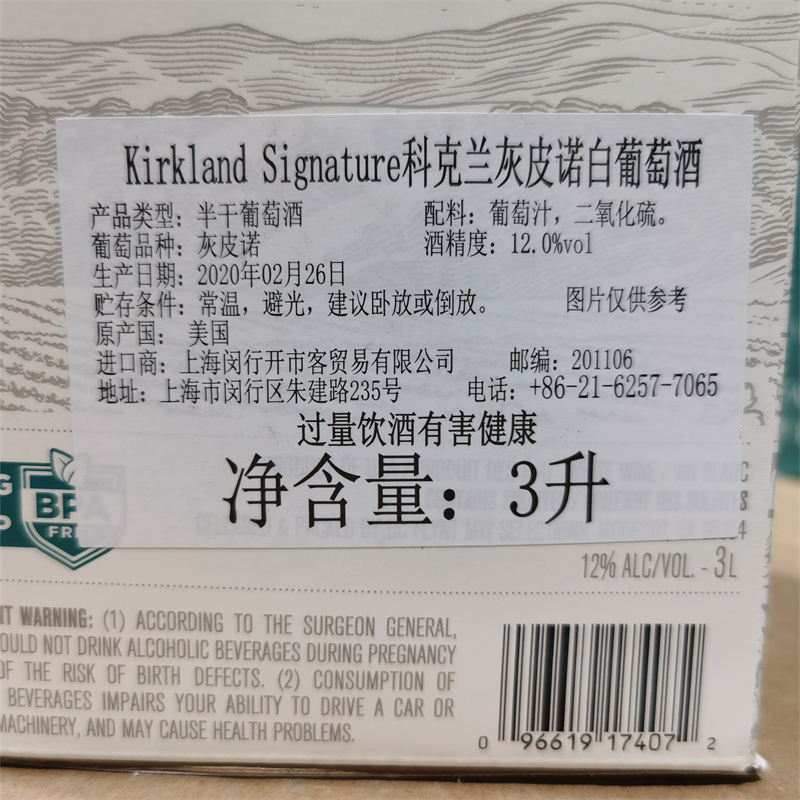 Kirkland Signature科克兰灰皮诺白葡萄酒
产品类型：半干葡萄酒 配料：葡萄汁，二氧化硫。
葡萄品种：灰皮诺 酒精度：12.0%vol
生产日期：2020年02月26日
贮存条件：常温，避光，建议卧放或倒放。 图片仅供参考
原产国：美国
进口商：上海闵行开市客贸易有限公司 邮编：201106
地址：上海市闵行区朱建路235号 电话：+86-21-6257-7065
过量饮酒有害健康
净含量：3升
BPA
FREE
12% ALC/VOL. - 3L
WARNING: (1) ACCORDING TO THE SURGEON GENERAL,
NOT DRINK ALCOHOLIC BEVERAGES DURING PREGNANCY
OF THE RISK OF BIRTH DEFECTS. (2) CONSUMPTION OF
BEVERAGES IMPAIRS YOUR ABILITY TO DRIVE A CAR OR
MACHINERY, AND MAY CAUSE HEALTH PROBLEMS.
0 96619 17407 2